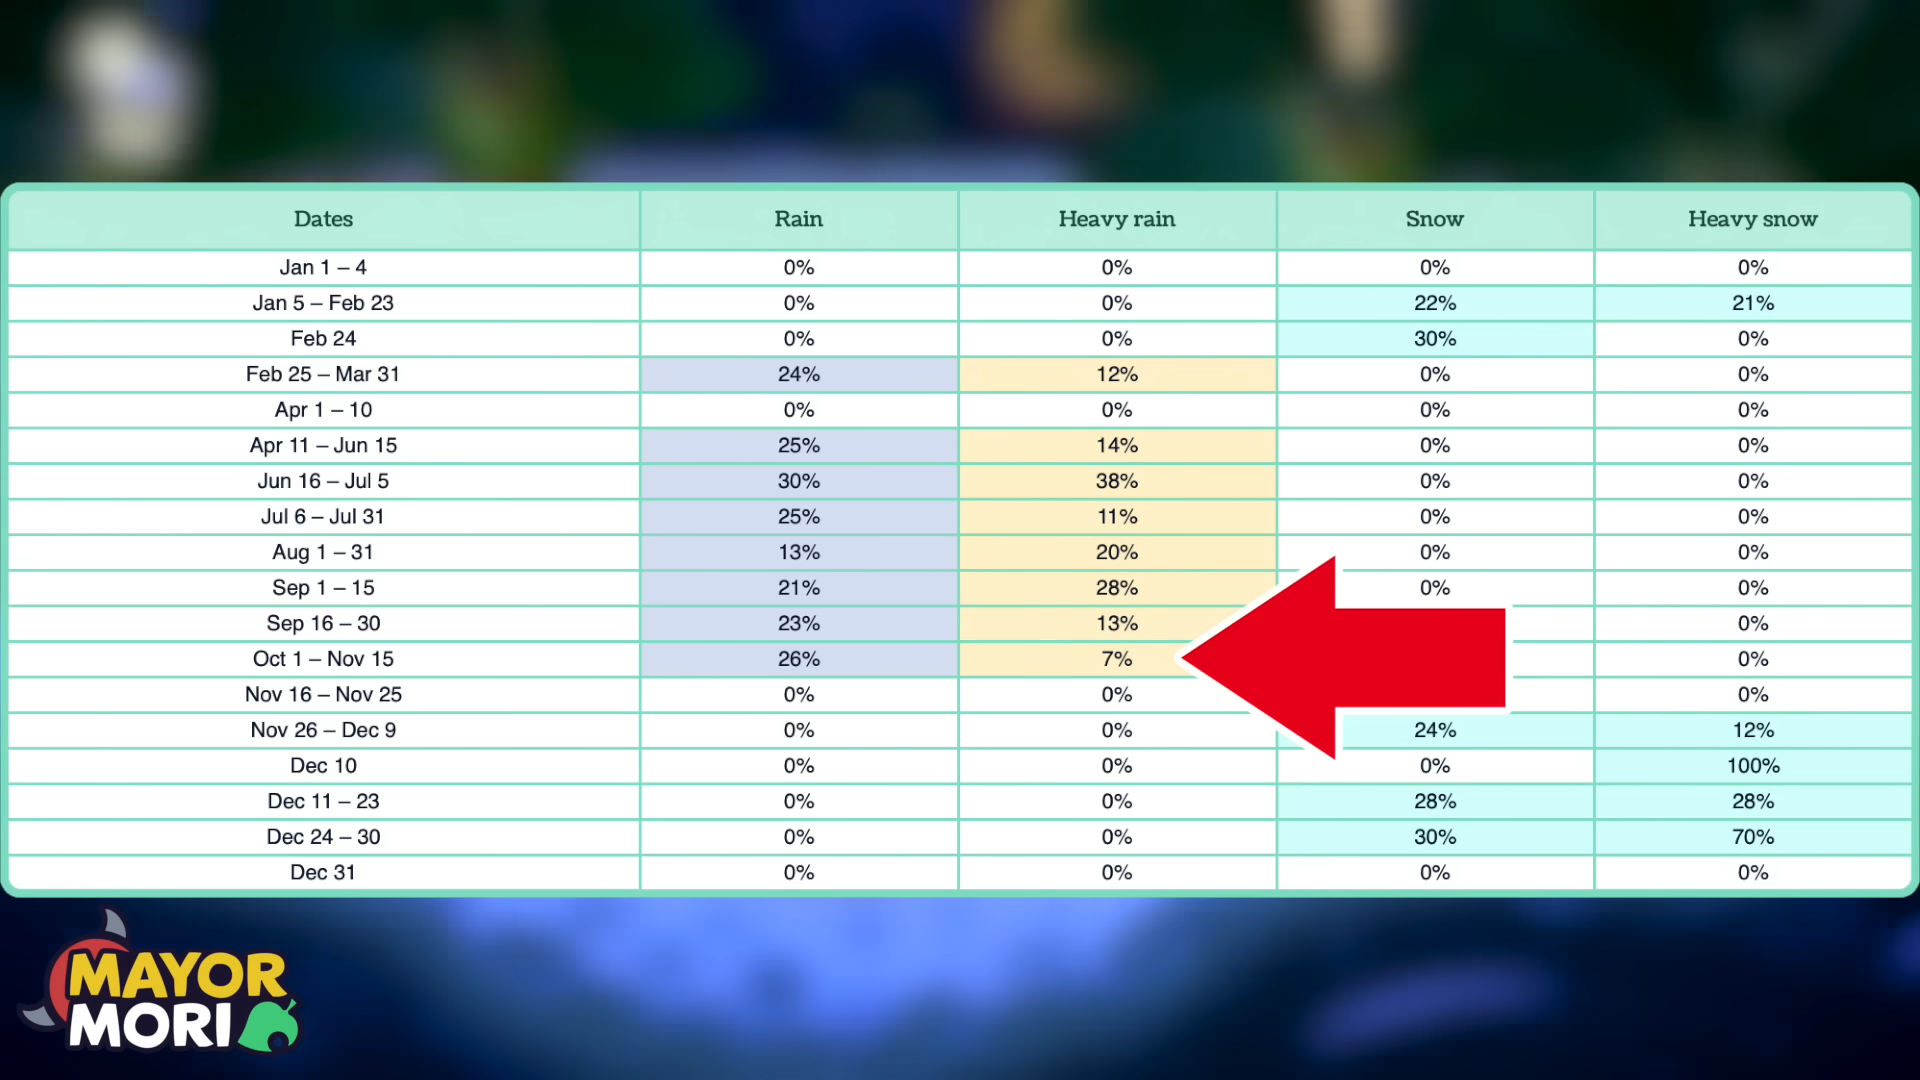 Dates Rain Heavy rain Snow Heavy snow
Jan 1 – 4 0% 0% 0% 0%
Jan 5 – Feb 23 0% 0% 22% 21%
Feb 24 0% 0% 30% 0%
Feb 25 – Mar 31 24% 12% 0% 0%
Apr 1 – 10 0% 0% 0% 0%
Apr 11 – Jun 15 25% 14% 0% 0%
Jun 16 – Jul 5 30% 38% 0% 0%
Jul 6 – Jul 31 25% 11% 0% 0%
Aug 1 – 31 13% 20% 0% 0%
Sep 1 – 15 21% 28% 0% 0%
Sep 16 – 30 23% 13% 0%
Oct 1 – Nov 15 26% 7% 0%
Nov 16 – Nov 25 0% 0% 0%
Nov 26 – Dec 9 0% 0% 24% 12%
Dec 10 0% 0% 0% 100%
Dec 11 – 23 0% 0% 28% 28%
Dec 24 – 30 0% 0% 30% 70%
Dec 31 0% 0% 0% 0%
MAYOR
MORI